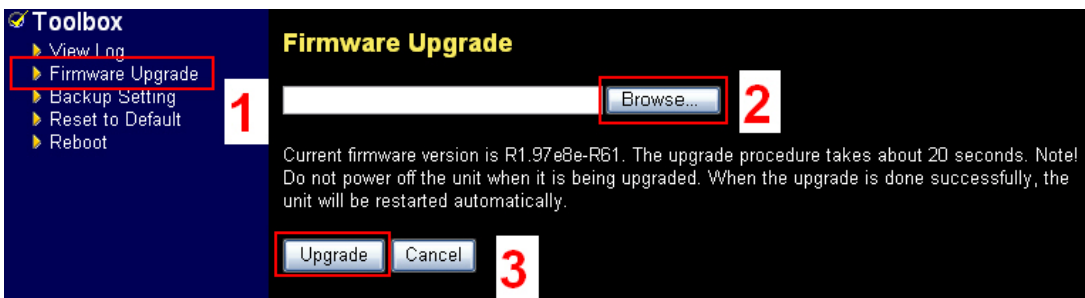 Toolbox
View Log
Firmware Upgrade
Backup Setting
Reset to Default
Reboot
1
Firmware Upgrade
Browse...
2
Current firmware version is R1.97e8e-R61. The upgrade procedure takes about 20 seconds. Note!
Do not power off the unit when it is being upgraded. When the upgrade is done successfully, the
unit will be restarted automatically.
Upgrade Cancel
3